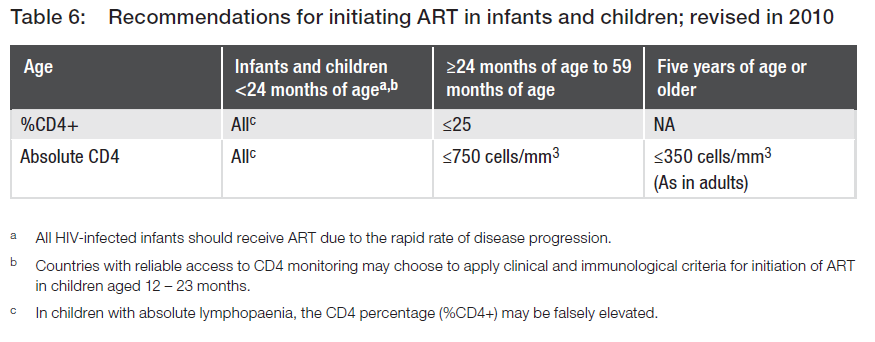 Table 6: Recommendations for initiating ART in infants and children; revised in 2010
Age
Infants and children
<24 months of ageᵃ,ᵇ
≥24 months of age to 59
months of age
Five years of age or
older
%CD4+ Allᶜ ≤25 NA
Absolute CD4 Allᶜ ≤750 cells/mm³ ≤350 cells/mm³
(As in adults)
a All HIV-infected infants should receive ART due to the rapid rate of disease progression.
b Countries with reliable access to CD4 monitoring may choose to apply clinical and immunological criteria for initiation of ART
in children aged 12 – 23 months.
c In children with absolute lymphopaenia, the CD4 percentage (%CD4+) may be falsely elevated.